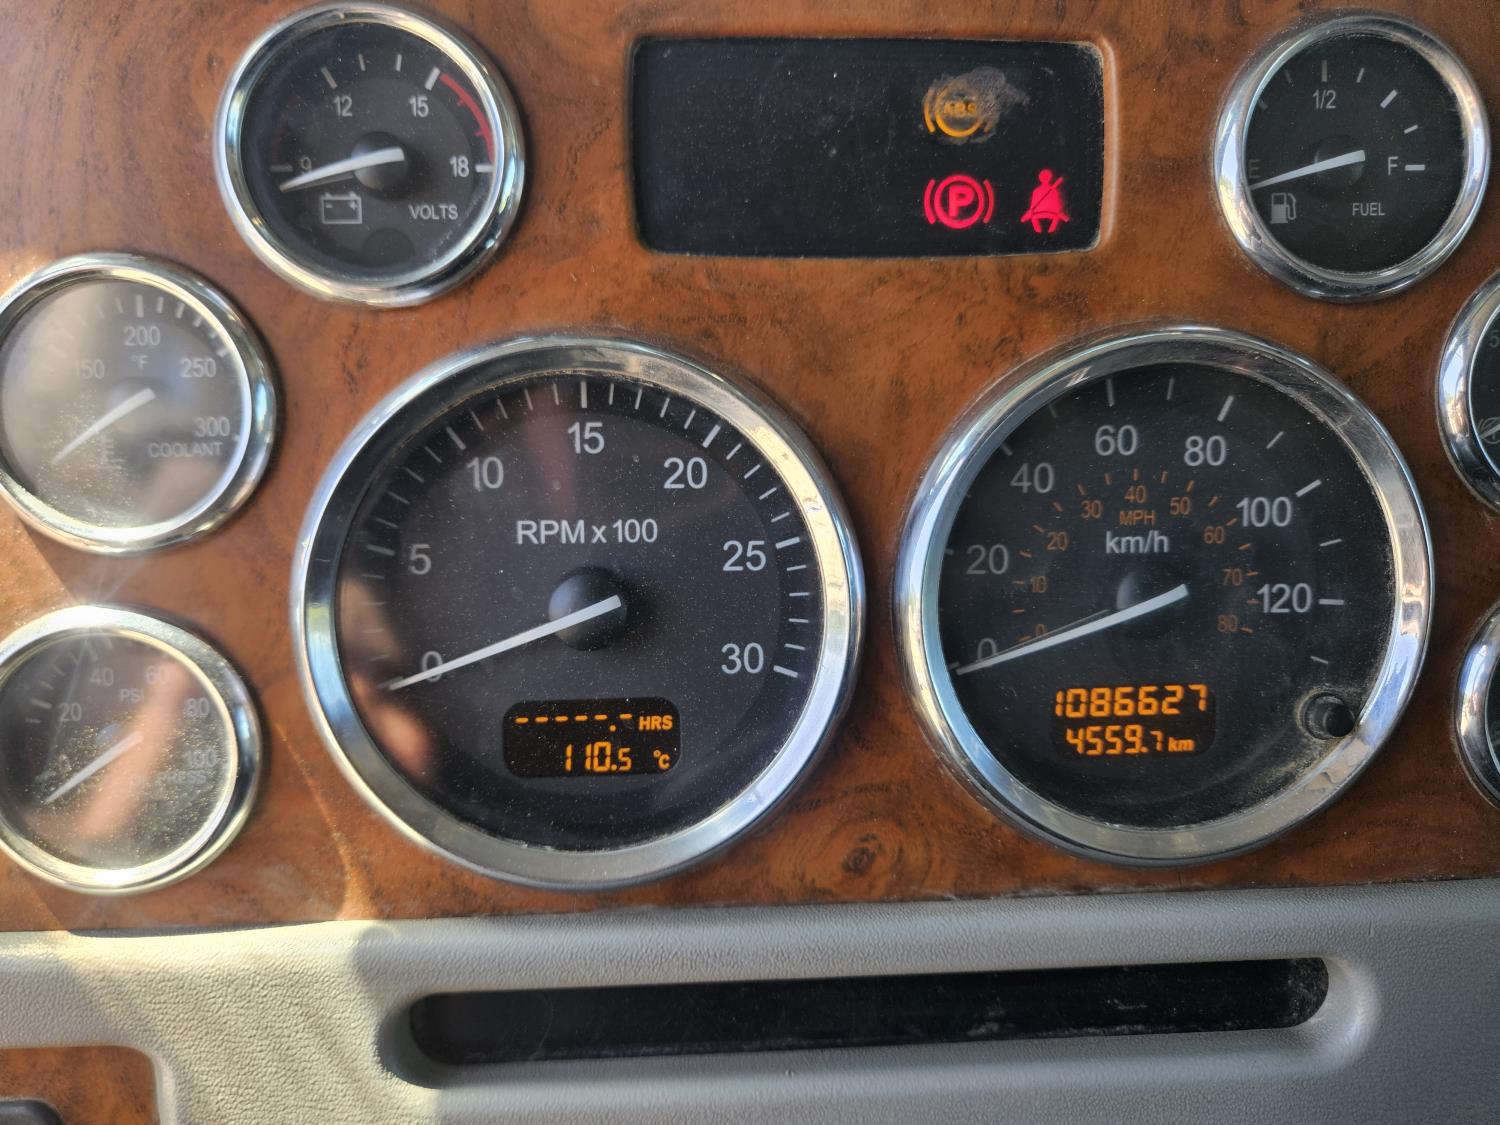 12 15
9 18
VOLTS
ABS
P
1/2
E F
FUEL
200
°F
150 250
300
COOLANT
15
10 20
RPM x 100
5 25
0 30
-----.- HRS
110.5 °C
60
40 80
40
30 50
MPH
100
20 60
km/h
20
10 70
120
0 80
0
1086627
4559.7 km
40 60
PSI
20 80
100